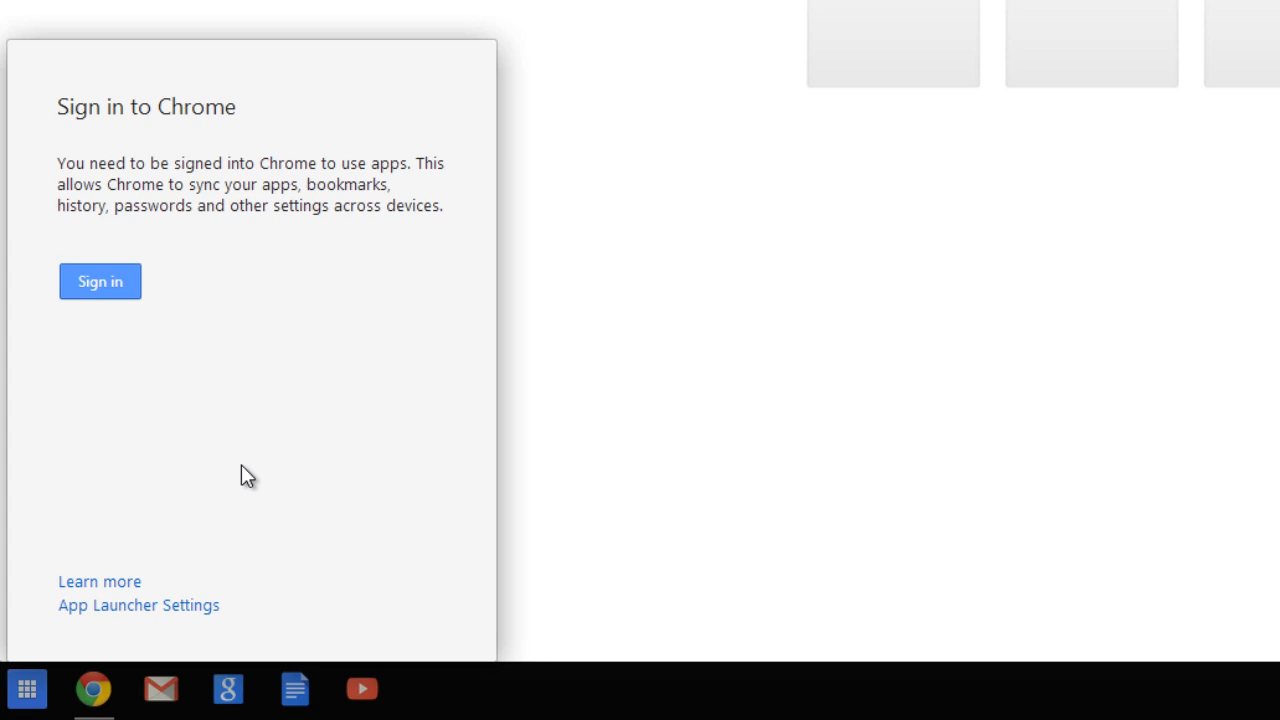 Sign in to Chrome
You need to be signed into Chrome to use apps. This
allows Chrome to sync your apps, bookmarks,
history, passwords and other settings across devices.
Sign in
Learn more
App Launcher Settings
g